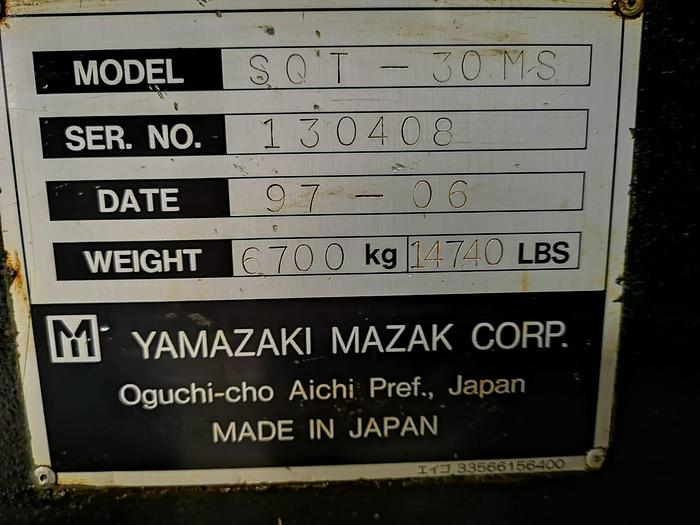 MODEL SQT - 30MS
SER. NO. 130408
DATE 97 - 06
WEIGHT 6700 kg 14740 LBS
M YAMAZAKI MAZAK CORP.
Oguchi-cho Aichi Pref., Japan
MADE IN JAPAN
エイコ 33566156400